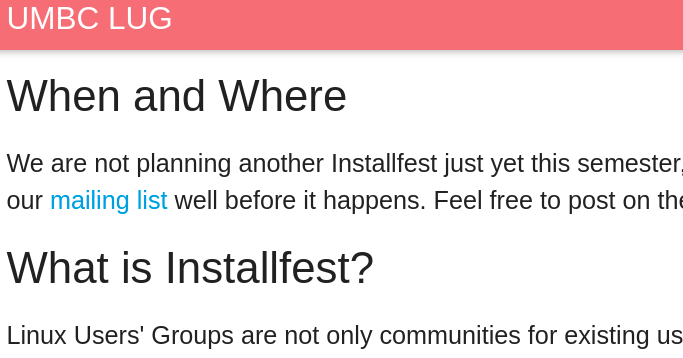 UMBC LUG
When and Where
We are not planning another Installfest just yet this semester,
our mailing list well before it happens. Feel free to post on the
What is Installfest?
Linux Users' Groups are not only communities for existing us